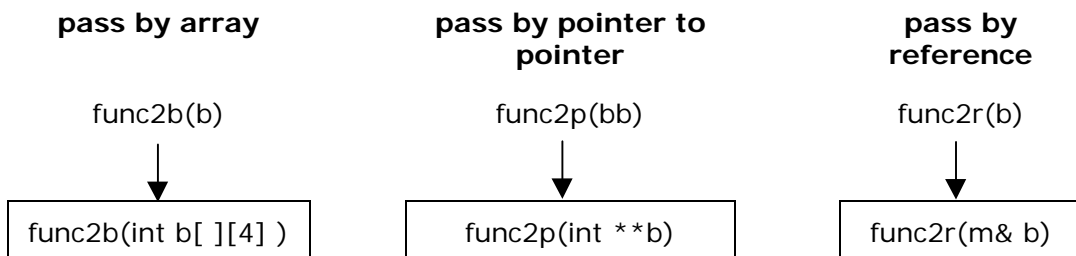 pass by array
func2b(b)
func2b(int b[ ][4] )
pass by pointer to
pointer
func2p(bb)
func2p(int **b)
pass by
reference
func2r(b)
func2r(m& b)